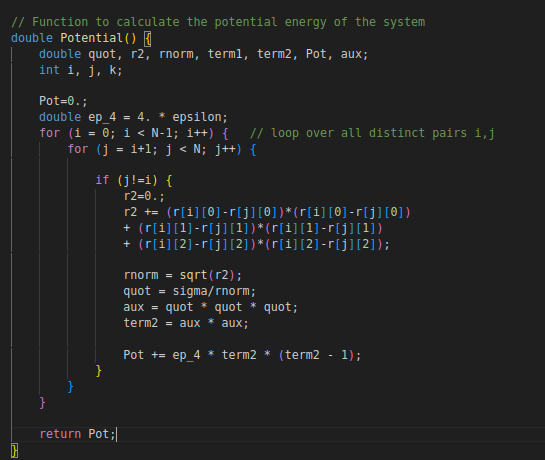 // Function to calculate the potential energy of the system
double Potential() {
    double quot, r2, rnorm, term1, term2, Pot, aux;
    int i, j, k;

    Pot=0.;
    double ep_4 = 4. * epsilon;
    for (i = 0; i < N-1; i++) {   // loop over all distinct pairs i,j
        for (j = i+1; j < N; j++) {

            if (j!=i) {
                r2=0.;
                r2 += (r[i][0]-r[j][0])*(r[i][0]-r[j][0])
                + (r[i][1]-r[j][1])*(r[i][1]-r[j][1])
                + (r[i][2]-r[j][2])*(r[i][2]-r[j][2]);

                rnorm = sqrt(r2);
                quot = sigma/rnorm;
                aux = quot * quot * quot;
                term2 = aux * aux;

                Pot += ep_4 * term2 * (term2 - 1);
            }
        }
    }

    return Pot;
}